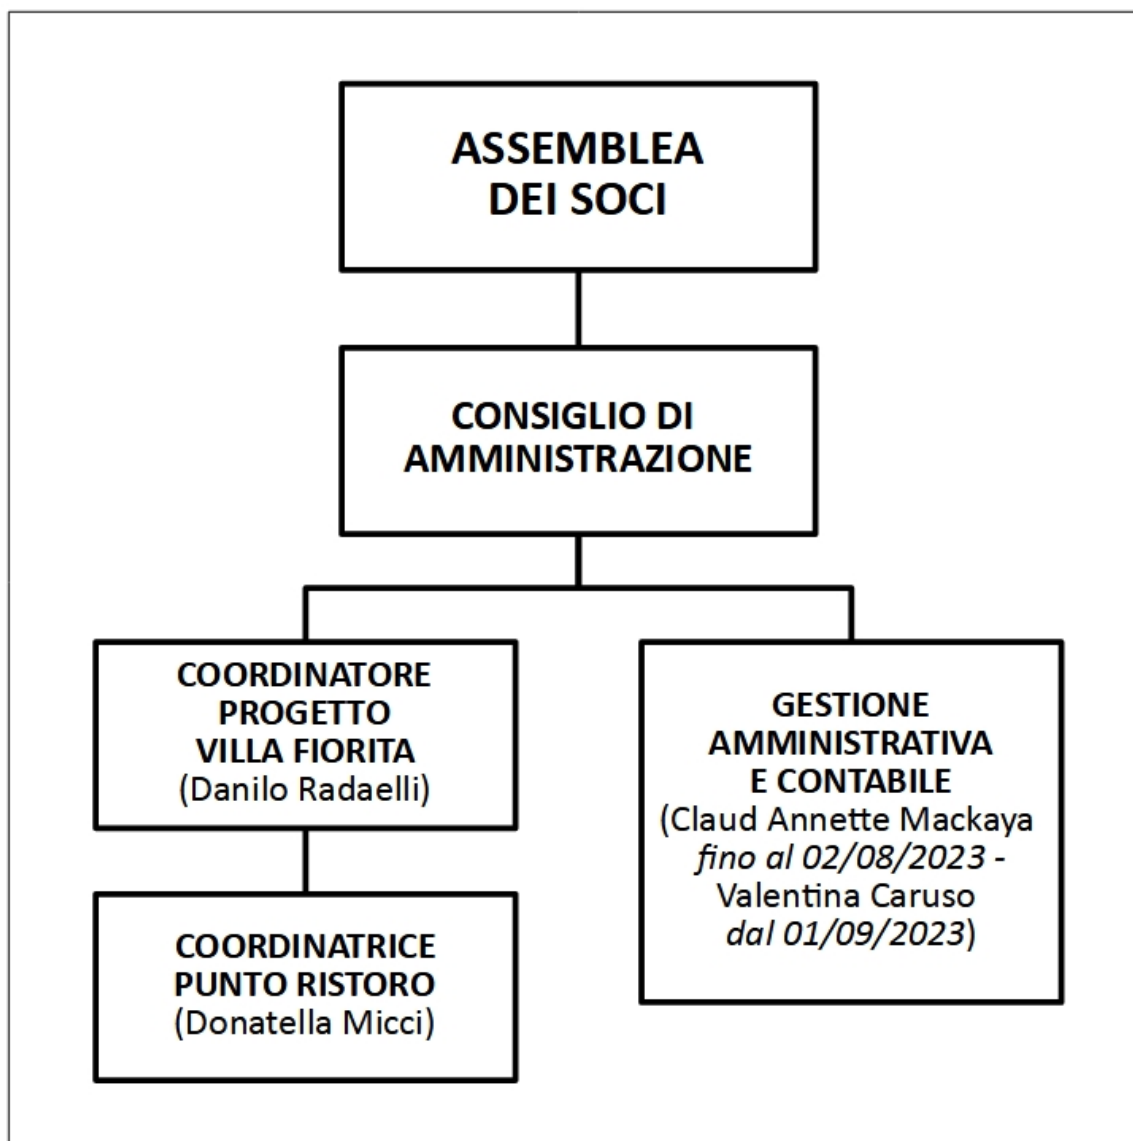 ASSEMBLEA
DEI SOCI
CONSIGLIO DI
AMMINISTRAZIONE
COORDINATORE
PROGETTO
VILLA FIORITA
(Danilo Radaelli)
COORDINATRICE
PUNTO RISTORO
(Donatella Micci)
GESTIONE
AMMINISTRATIVA
E CONTABILE
(Claud Annette Mackaya
fino al 02/08/2023 -
Valentina Caruso
dal 01/09/2023)